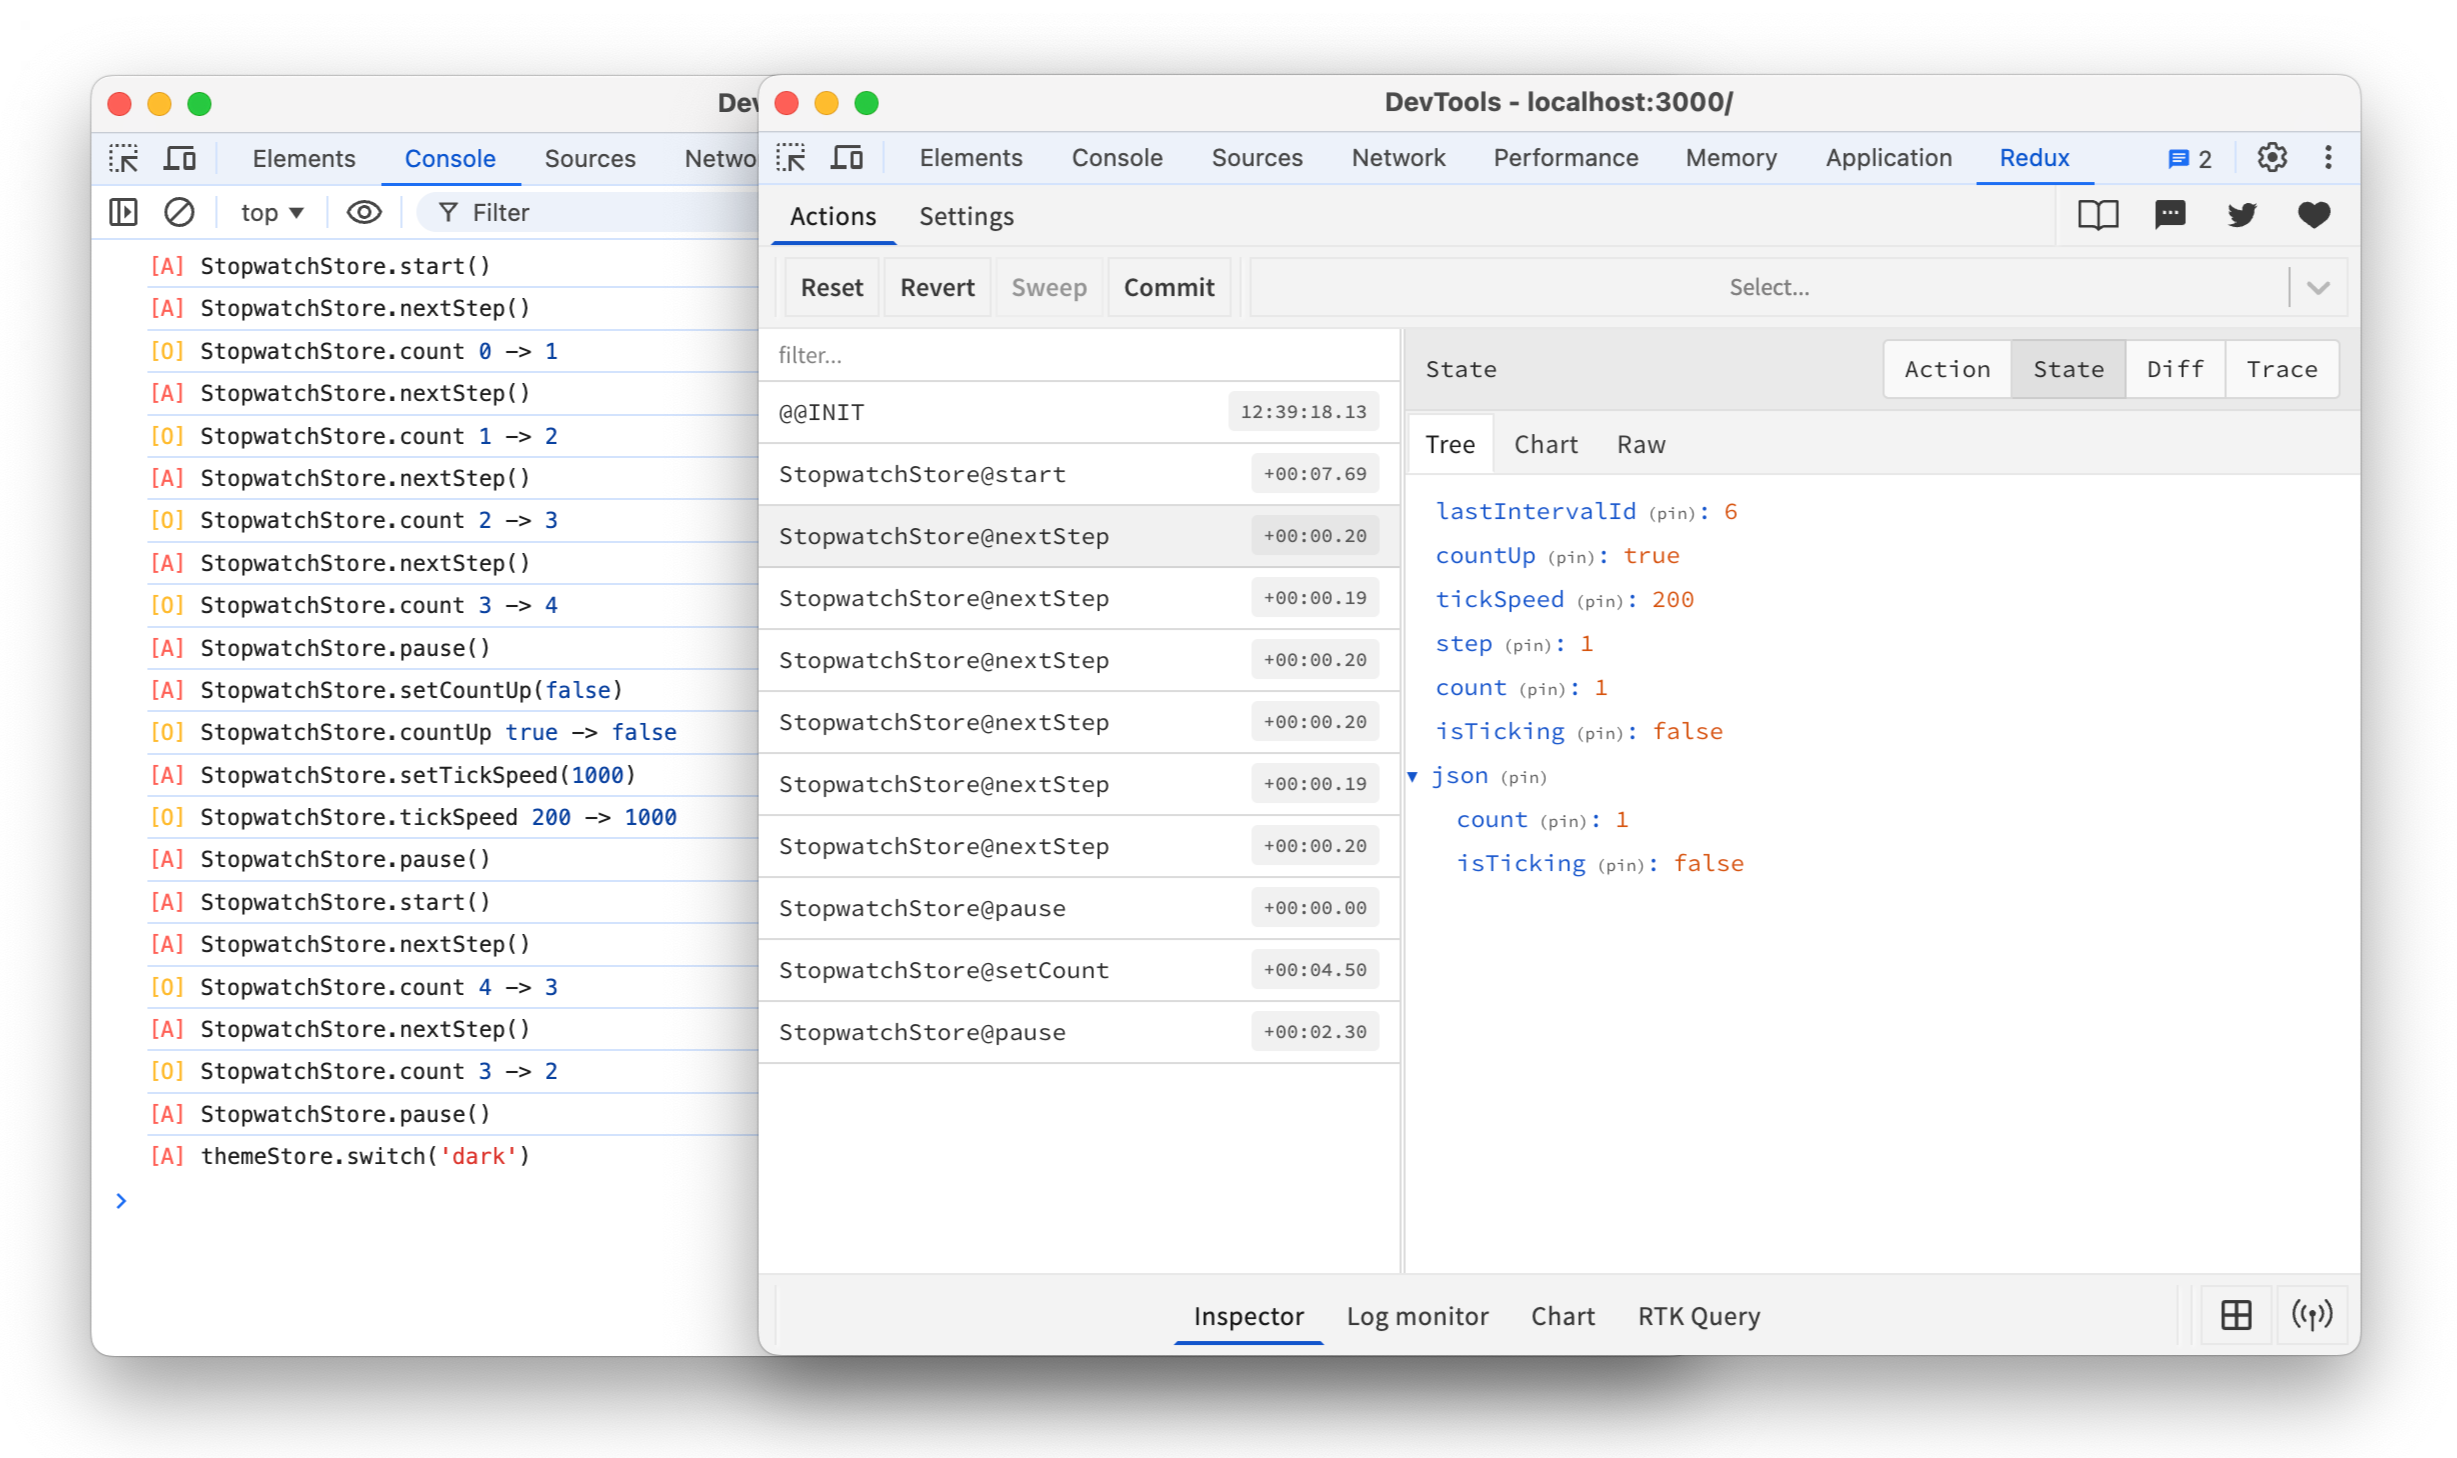 Dev
Elements Console Sources Netwo
top Filter
[A] StopwatchStore.start()
[A] StopwatchStore.nextStep()
[O] StopwatchStore.count 0 -> 1
[A] StopwatchStore.nextStep()
[O] StopwatchStore.count 1 -> 2
[A] StopwatchStore.nextStep()
[O] StopwatchStore.count 2 -> 3
[A] StopwatchStore.nextStep()
[O] StopwatchStore.count 3 -> 4
[A] StopwatchStore.pause()
[A] StopwatchStore.setCountUp(false)
[O] StopwatchStore.countUp true -> false
[A] StopwatchStore.setTickSpeed(1000)
[O] StopwatchStore.tickSpeed 200 -> 1000
[A] StopwatchStore.pause()
[A] StopwatchStore.start()
[A] StopwatchStore.nextStep()
[O] StopwatchStore.count 4 -> 3
[A] StopwatchStore.nextStep()
[O] StopwatchStore.count 3 -> 2
[A] StopwatchStore.pause()
[A] themeStore.switch('dark')
>
DevTools - localhost:3000/
Elements Console Sources Network Performance Memory Application Redux 2
Actions Settings
Reset Revert Sweep Commit Select...
filter...
@@INIT 12:39:18.13
StopwatchStore@start +00:07.69
StopwatchStore@nextStep +00:00.20
StopwatchStore@nextStep +00:00.19
StopwatchStore@nextStep +00:00.20
StopwatchStore@nextStep +00:00.20
StopwatchStore@nextStep +00:00.19
StopwatchStore@nextStep +00:00.20
StopwatchStore@pause +00:00.00
StopwatchStore@setCount +00:04.50
StopwatchStore@pause +00:02.30
State Action State Diff Trace
Tree Chart Raw
lastIntervalId (pin): 6
countUp (pin): true
tickSpeed (pin): 200
step (pin): 1
count (pin): 1
isTicking (pin): false
json (pin)
count (pin): 1
isTicking (pin): false
Inspector Log monitor Chart RTK Query